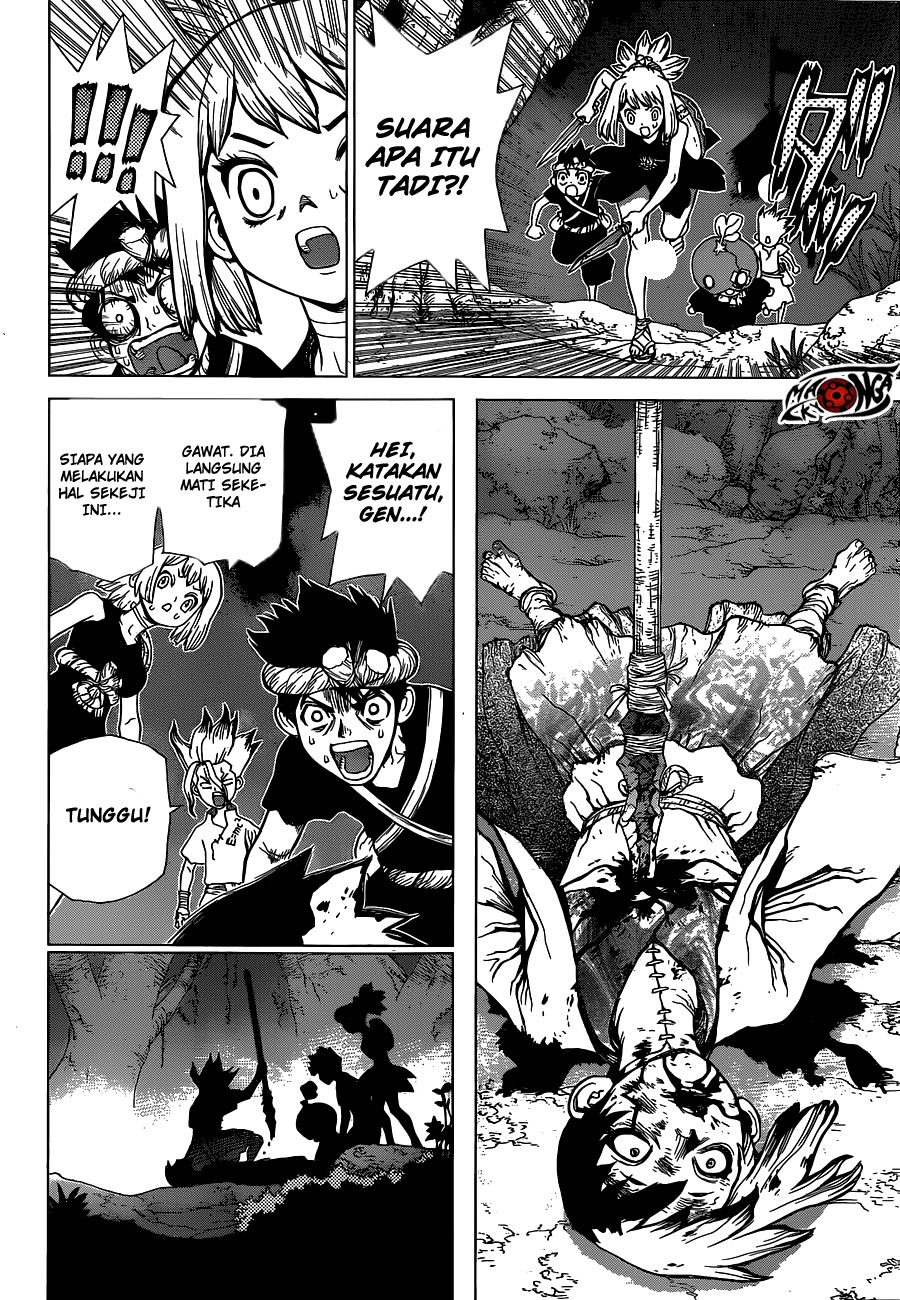 SUARA
APA ITU
TADI?!
!!!
HEI,
KATAKAN
SESUATU,
GEN...!
GAWAT. DIA
LANGSUNG
MATI SEKE-
TIKA
SIAPA YANG
MELAKUKAN
HAL SEKEJI
INI...
TUNGGU!
E=mc²